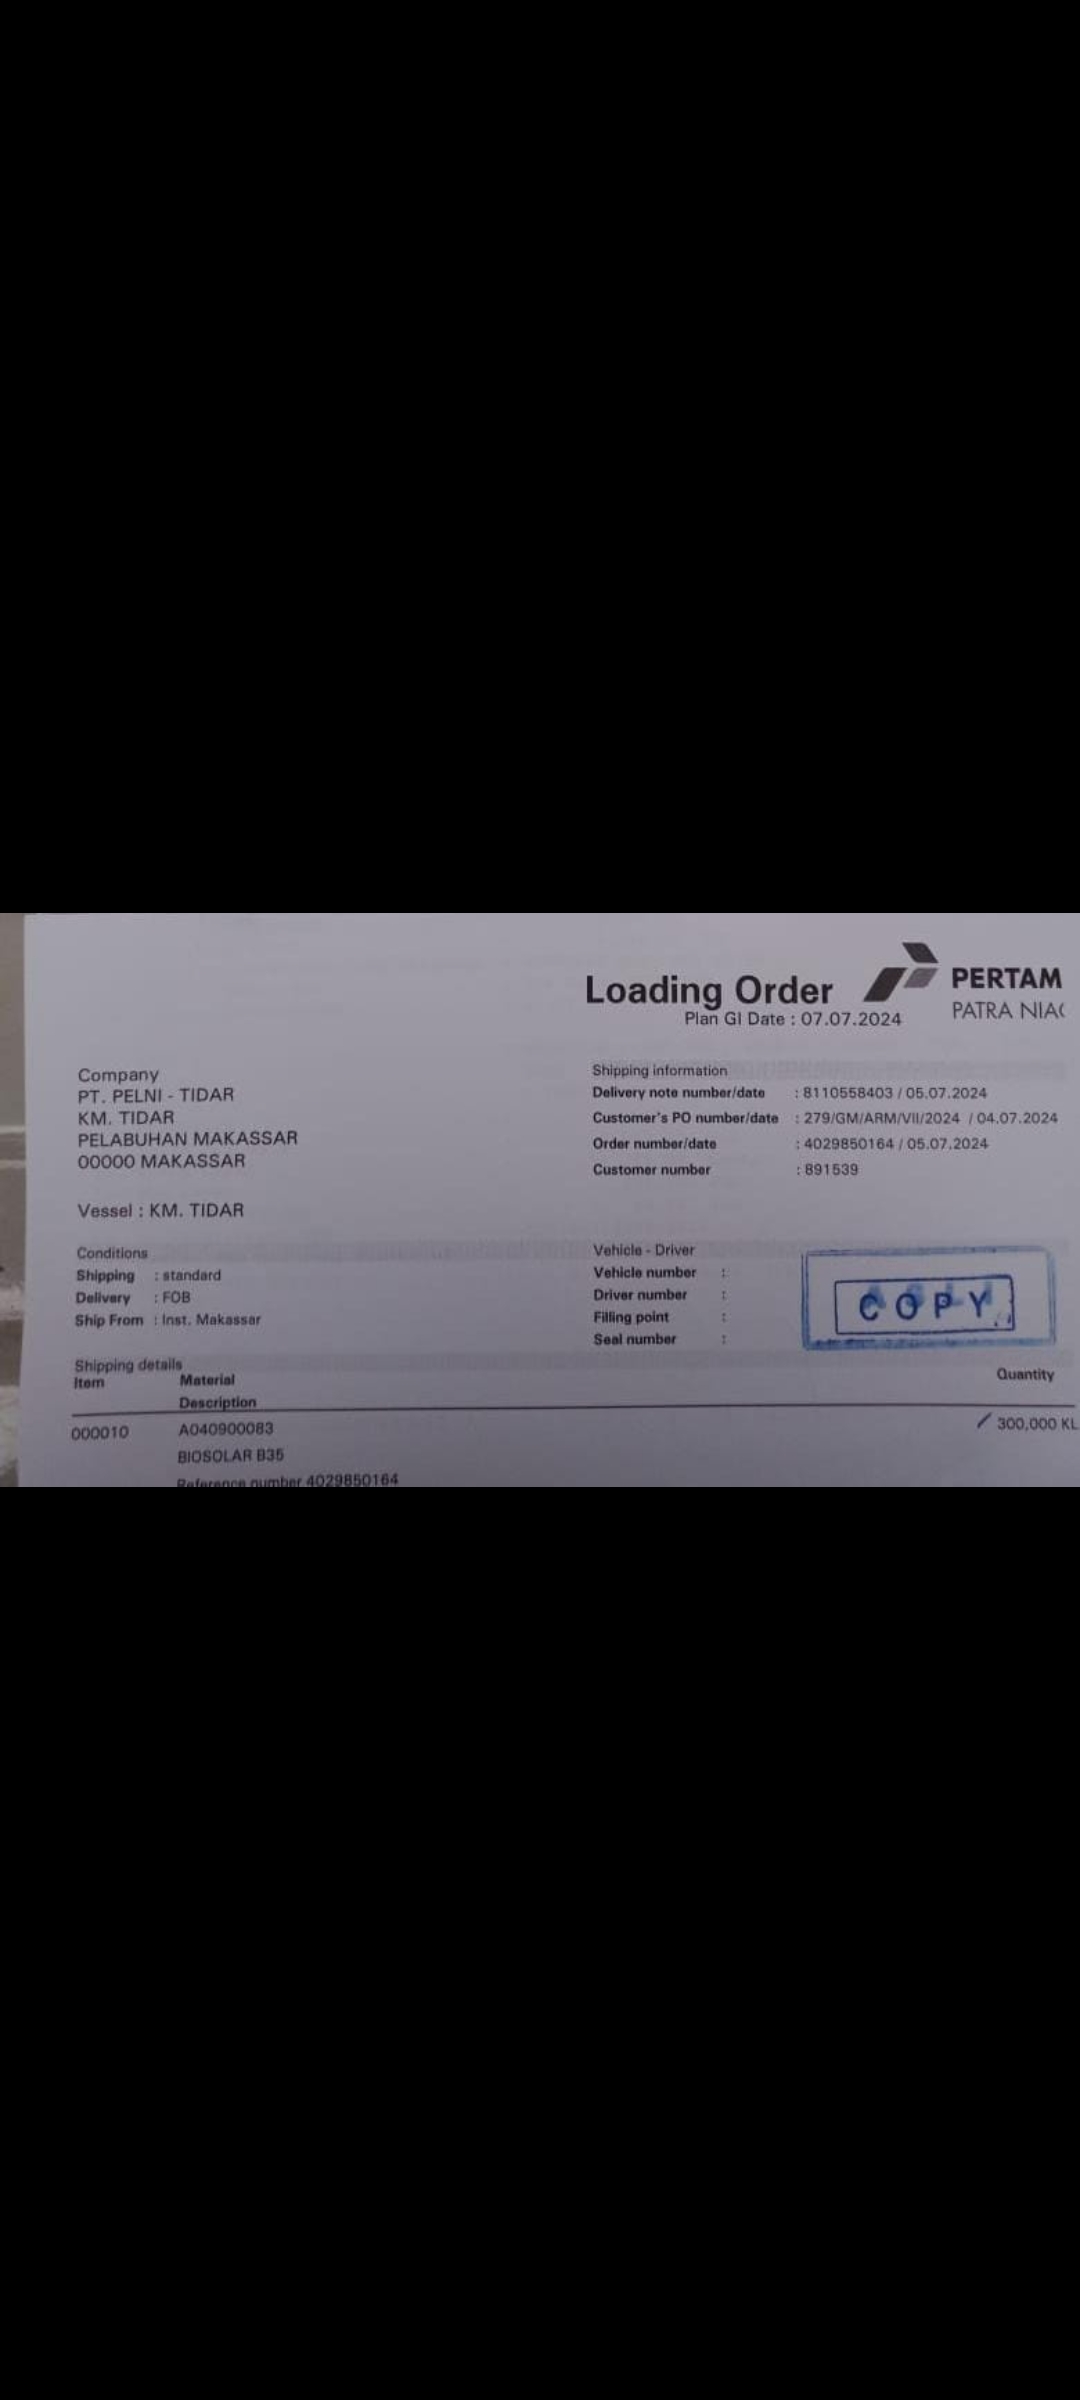 Loading Order
PERTAM
PATRA NIA
Plan GI Date : 07.07.2024
Company
PT. PELNI - TIDAR
KM. TIDAR
PELABUHAN MAKASSAR
00000 MAKASSAR
Vessel : KM. TIDAR
Shipping information
Delivery note number/date : 8110558403 / 05.07.2024
Customer's PO number/date : 279/GM/ARM/VII/2024 / 04.07.2024
Order number/date : 4029850164 / 05.07.2024
Customer number : 891539
Conditions
Shipping : standard
Delivery : FOB
Ship From : Inst. Makassar
Vehicle - Driver
Vehicle number :
Driver number :
Filling point :
Seal number :
COPY
Shipping details
Item Material Quantity
Description
000010 A040900083 300,000 KL
BIOSOLAR B35
Reference number 4029850164